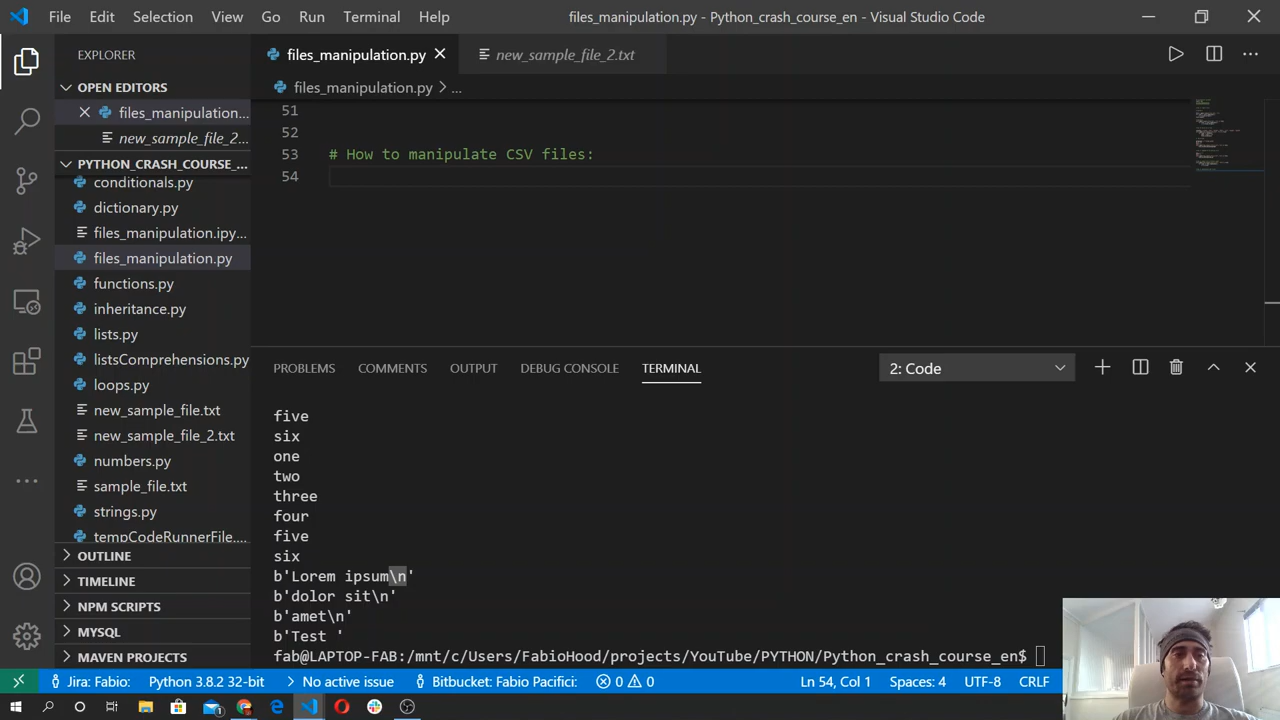 File Edit Selection View Go Run Terminal Help files_manipulation.py - Python_crash_course_en - Visual Studio Code
EXPLORER
OPEN EDITORS
files_manipulation...
new_sample_file_2...
PYTHON_CRASH_COURSE_...
conditionals.py
dictionary.py
files_manipulation.ipy...
files_manipulation.py
functions.py
inheritance.py
lists.py
listsComprehensions.py
loops.py
new_sample_file.txt
new_sample_file_2.txt
numbers.py
sample_file.txt
strings.py
tempCodeRunnerFile....
OUTLINE
TIMELINE
NPM SCRIPTS
MYSQL
MAVEN PROJECTS
files_manipulation.py new_sample_file_2.txt
files_manipulation.py > ...
51
52
53 # How to manipulate CSV files:
54
PROBLEMS COMMENTS OUTPUT DEBUG CONSOLE TERMINAL 2: Code
five
six
one
two
three
four
five
six
b'Lorem ipsum\n'
b'dolor sit\n'
b'amet\n'
b'Test '
fab@LAPTOP-FAB:/mnt/c/Users/FabioHood/projects/YouTube/PYTHON/Python_crash_course_en$
Jira: Fabio: Python 3.8.2 32-bit No active issue Bitbucket: Fabio Pacifici: 0 0 Ln 54, Col 1 Spaces: 4 UTF-8 CRLF